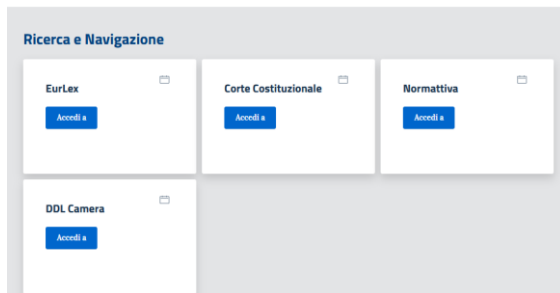 Ricerca e Navigazione
EurLex
Accedi a
Corte Costituzionale
Accedi a
Normattiva
Accedi a
DDL Camera
Accedi a